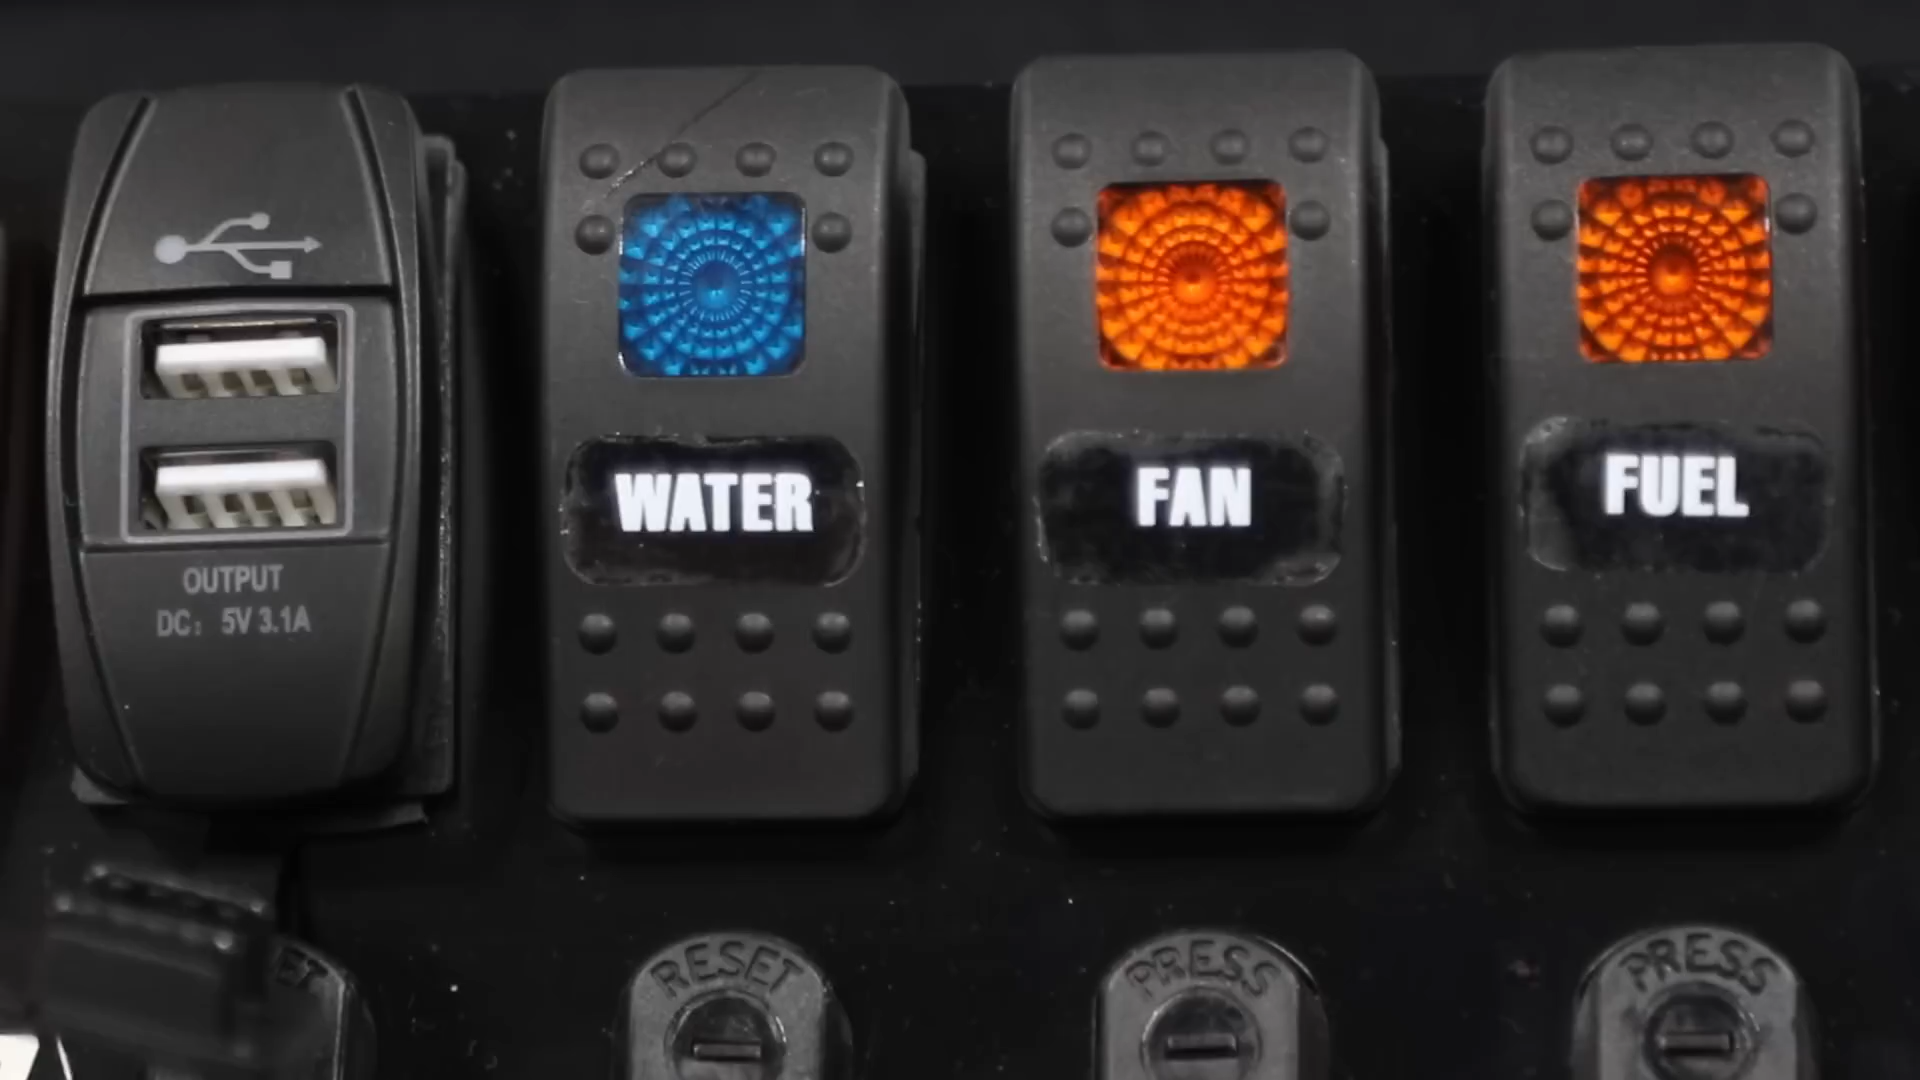 OUTPUT
DC: 5V 3.1A
WATER
FAN
FUEL
RESET
PRESS
PRESS